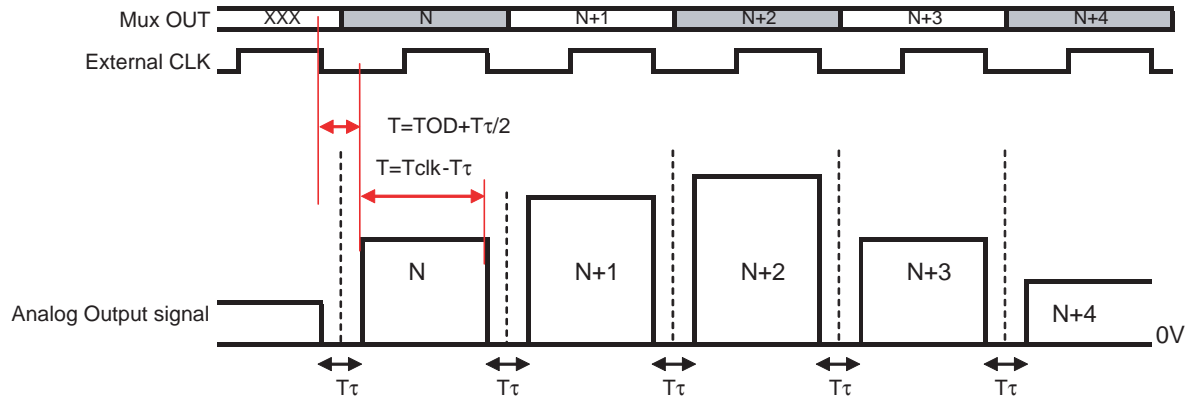 Mux OUT XXX N N+1 N+2 N+3 N+4
External CLK
T=TOD+Tτ/2
T=Tclk-Tτ
N N+1 N+2 N+3 N+4
Analog Output signal
0V
Tτ Tτ Tτ Tτ Tτ